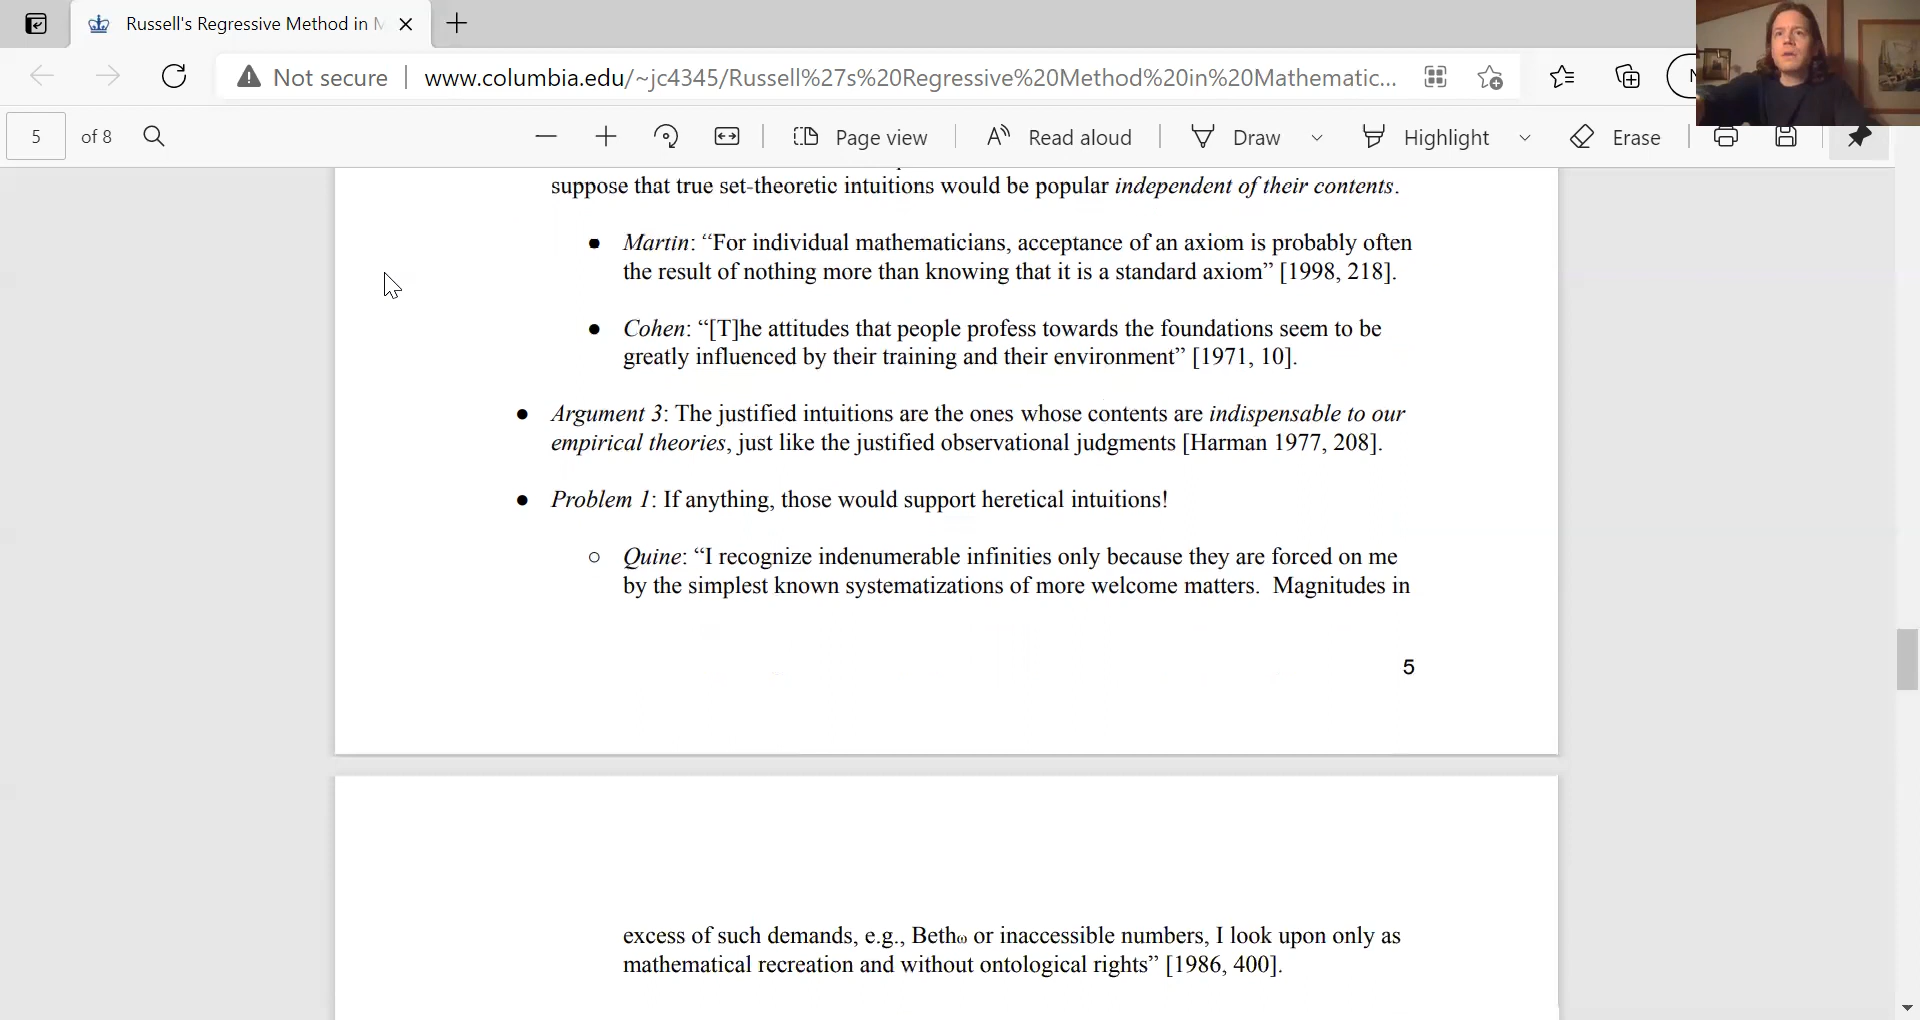 Russell's Regressive Method in M
Not secure
www.columbia.edu/~jc4345/Russell%27s%20Regressive%20Method%20in%20Mathematic...
5
of 8
Page view
Read aloud
Draw
Highlight
Erase
suppose that true set-theoretic intuitions would be popular independent of their contents.
● Martin: “For individual mathematicians, acceptance of an axiom is probably often
the result of nothing more than knowing that it is a standard axiom” [1998, 218].
● Cohen: “[T]he attitudes that people profess towards the foundations seem to be
greatly influenced by their training and their environment” [1971, 10].
● Argument 3: The justified intuitions are the ones whose contents are indispensable to our
empirical theories, just like the justified observational judgments [Harman 1977, 208].
● Problem 1: If anything, those would support heretical intuitions!
○ Quine: “I recognize indenumerable infinities only because they are forced on me
by the simplest known systematizations of more welcome matters.  Magnitudes in
5
excess of such demands, e.g., Bethω or inaccessible numbers, I look upon only as
mathematical recreation and without ontological rights” [1986, 400].